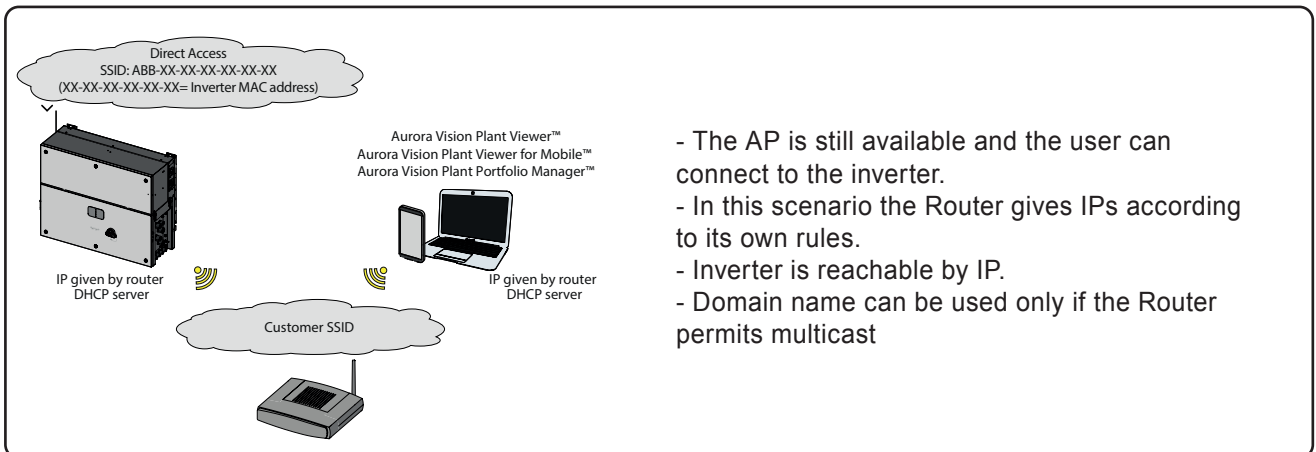 Direct Access
SSID: ABB-XX-XX-XX-XX-XX-XX
(XX-XX-XX-XX-XX-XX= Inverter MAC address)
Aurora Vision Plant Viewer™
Aurora Vision Plant Viewer for Mobile™
Aurora Vision Plant Portfolio Manager™
IP given by router
DHCP server
IP given by router
DHCP server
Customer SSID
- The AP is still available and the user can
connect to the inverter.
- In this scenario the Router gives IPs according
to its own rules.
- Inverter is reachable by IP.
- Domain name can be used only if the Router
permits multicast